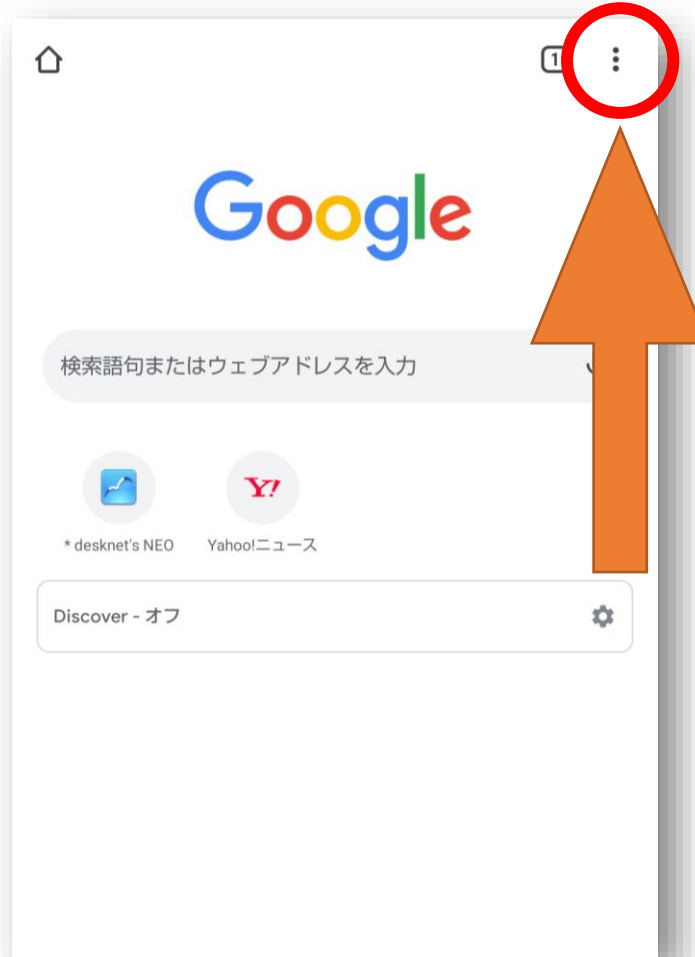 1
Google
検索語句またはウェブアドレスを入力
Y!
* desknet's NEO
Yahoo!ニュース
Discover - オフ